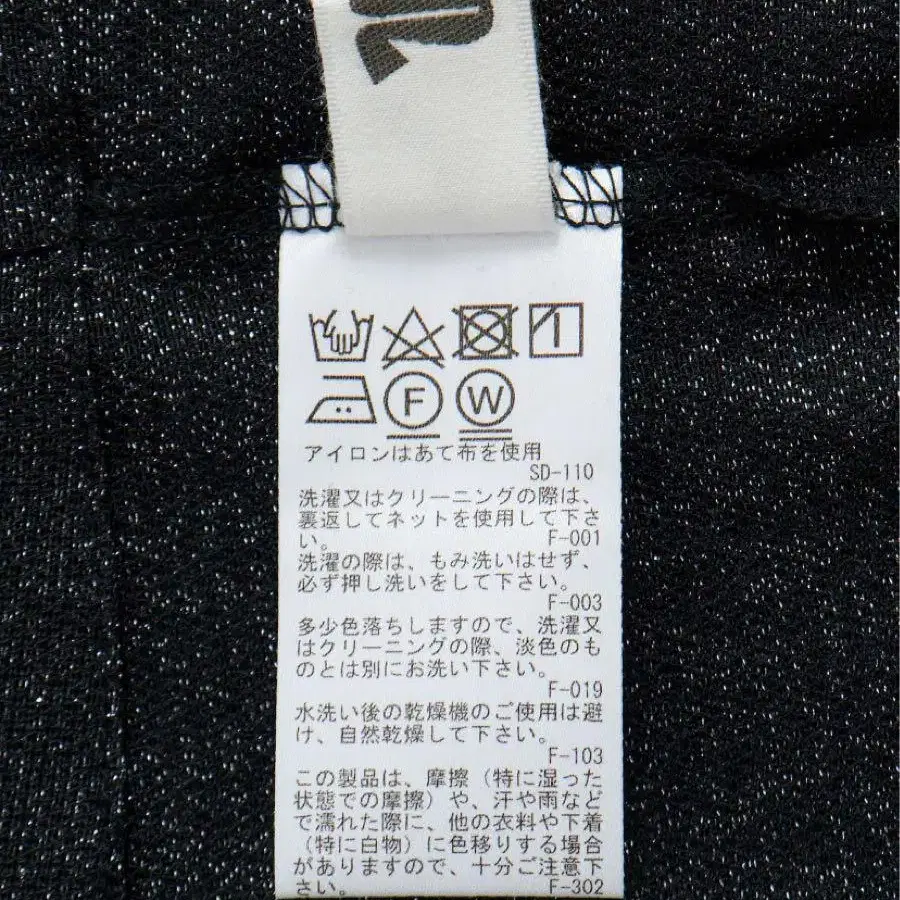 F W
アイロンはあて布を使用
SD-110
洗濯又はクリーニングの際は、
裏返してネットを使用して下さ
い。 F-001
洗濯の際は、もみ洗いはせず、
必ず押し洗いをして下さい。
F-003
多少色落ちしますので、洗濯又
はクリーニングの際、淡色のも
のとは別にお洗い下さい。
F-019
水洗い後の乾燥機のご使用は避
け、自然乾燥して下さい。
F-103
この製品は、摩擦（特に湿った
状態での摩擦）や、汗や雨など
で濡れた際に、他の衣料や下着
（特に白物）に色移りする場合
がありますので、十分ご注意下
さい。 F-302